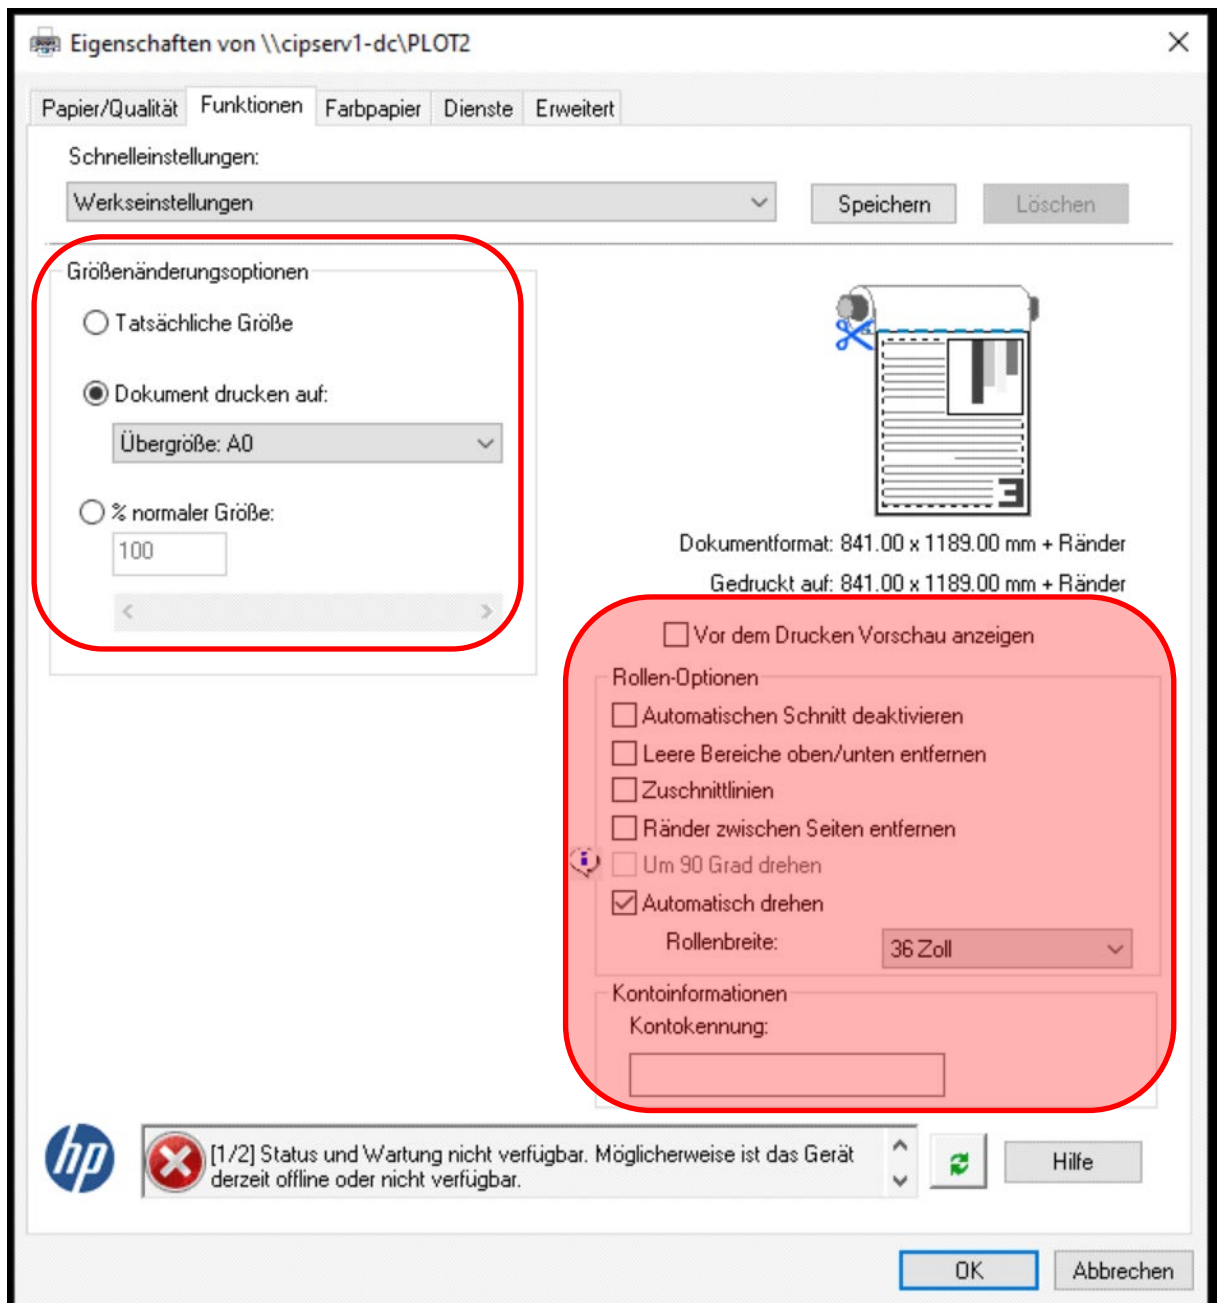 Eigenschaften von \\cipserv1-dc\PLOT2
Papier/Qualität Funktionen Farbpapier Dienste Erweitert
Schnelleinstellungen:
Werkseinstellungen Speichern Löschen
Größenänderungsoptionen
Tatsächliche Größe
Dokument drucken auf:
Übergröße: A0
% normaler Größe:
100
Dokumentformat: 841.00 x 1189.00 mm + Ränder
Gedruckt auf: 841.00 x 1189.00 mm + Ränder
Vor dem Drucken Vorschau anzeigen
Rollen-Optionen
Automatischen Schnitt deaktivieren
Leere Bereiche oben/unten entfernen
Zuschnittlinien
Ränder zwischen Seiten entfernen
Um 90 Grad drehen
Automatisch drehen
Rollenbreite: 36 Zoll
Kontoinformationen
Kontokennung:
hp
[1/2] Status und Wartung nicht verfügbar. Möglicherweise ist das Gerät
derzeit offline oder nicht verfügbar.
Hilfe
OK Abbrechen